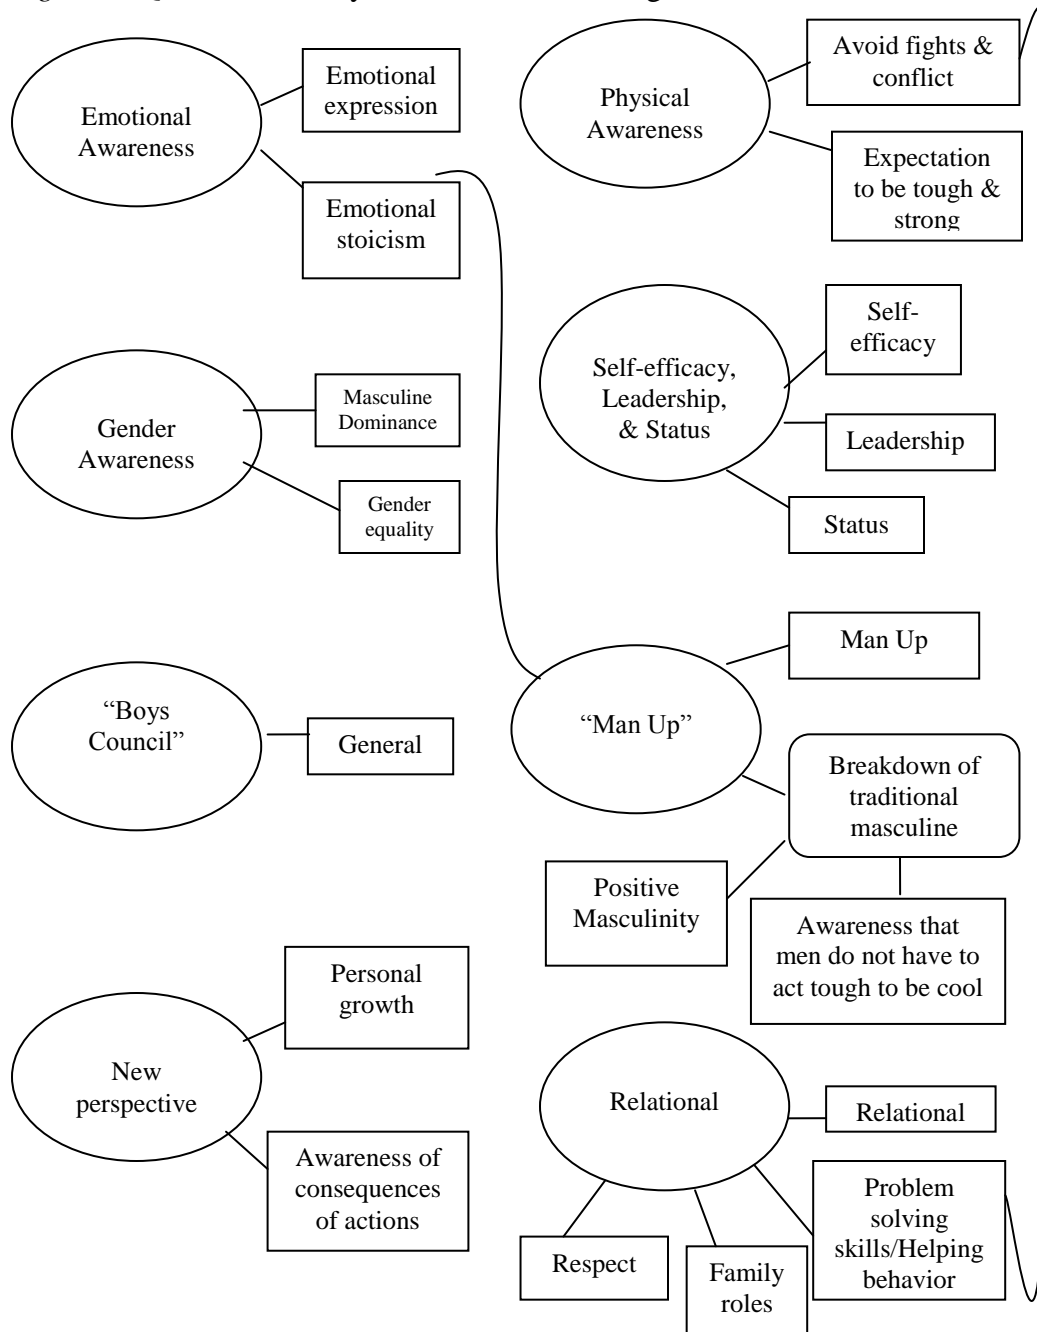 Emotional
Awareness
Emotional
expression
Emotional
stoicism
Physical
Awareness
Avoid fights &
conflict
Expectation
to be tough &
strong
Gender
Awareness
Masculine
Dominance
Gender
equality
Self-efficacy,
Leadership,
& Status
Self-
efficacy
Leadership
Status
“Boys
Council”
General
“Man Up”
Man Up
Breakdown of
traditional
masculine
Positive
Masculinity
Awareness that
men do not have to
act tough to be cool
New
perspective
Personal
growth
Awareness of
consequences
of actions
Relational
Relational
Problem
solving
skills/Helping
behavior
Respect
Family
roles